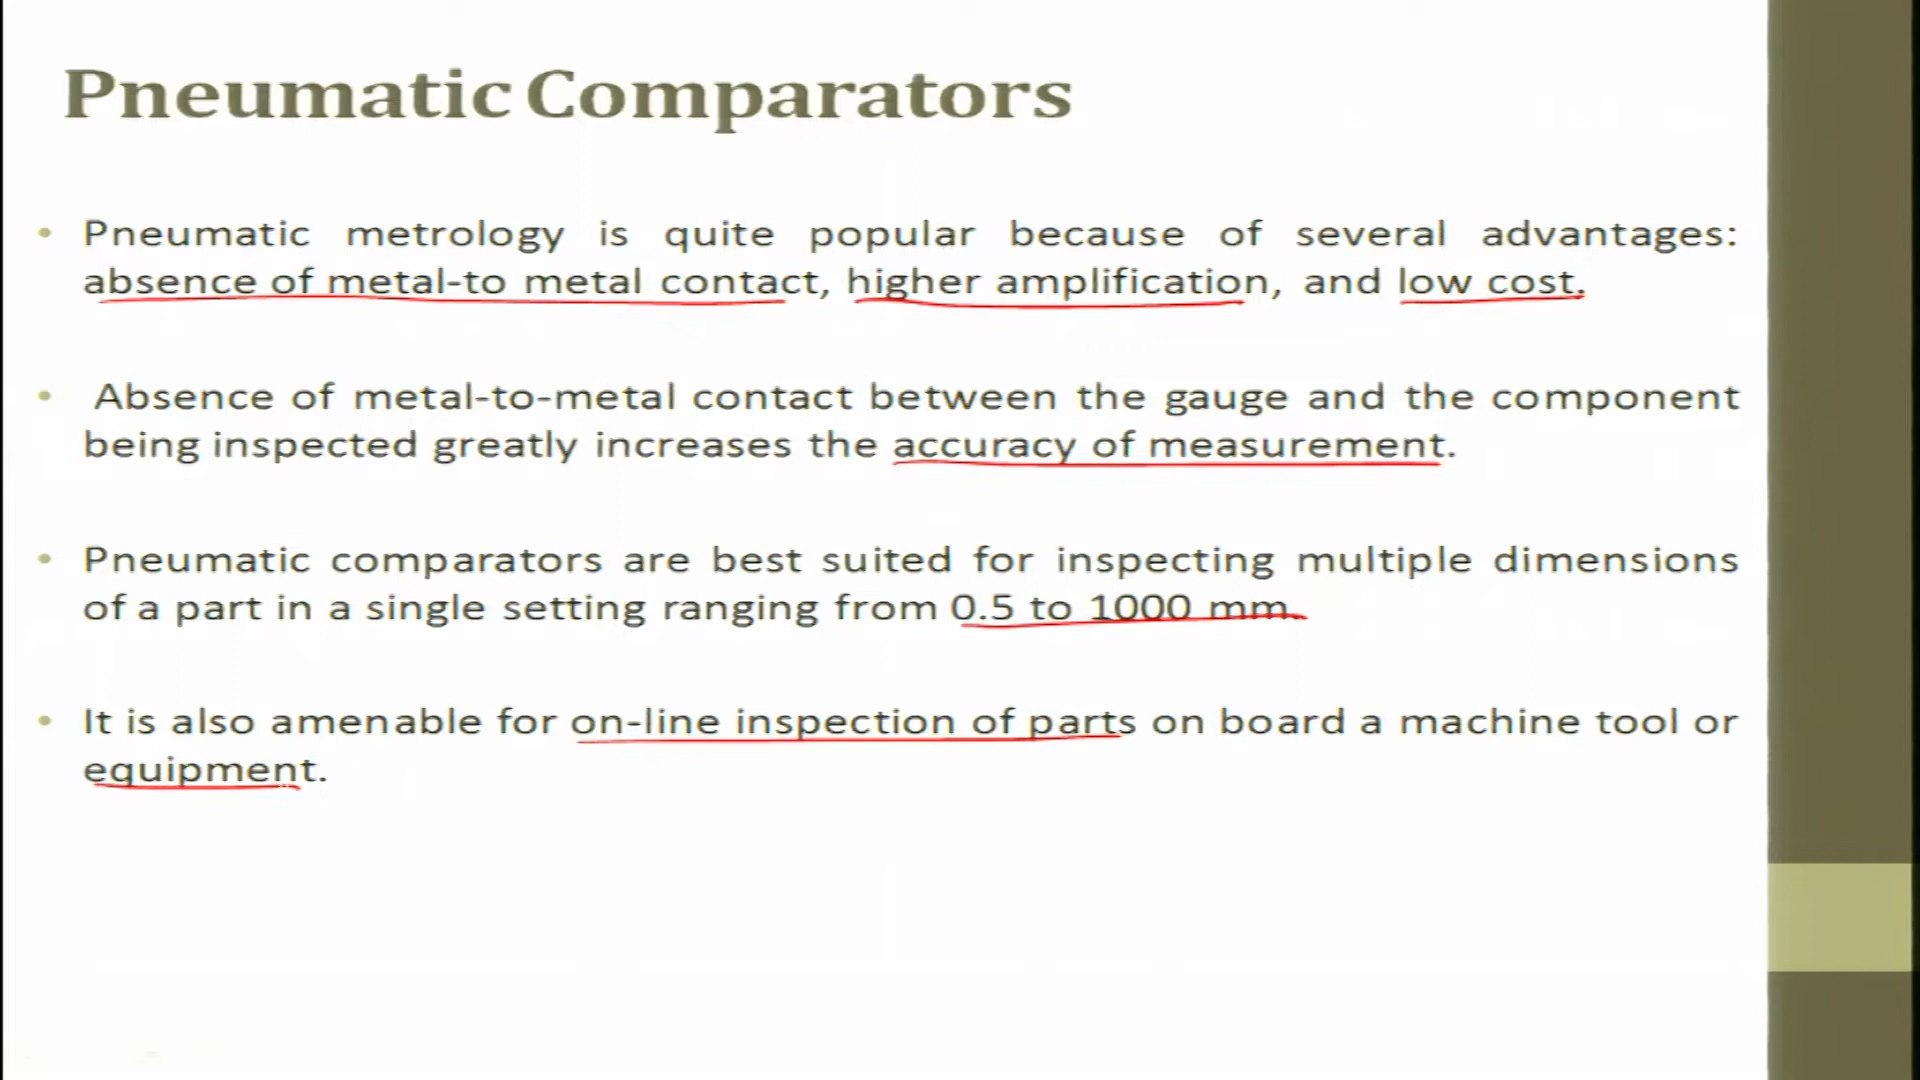 Pneumatic Comparators
• Pneumatic metrology is quite popular because of several advantages:
absence of metal-to metal contact, higher amplification, and low cost.
• Absence of metal-to-metal contact between the gauge and the component
being inspected greatly increases the accuracy of measurement.
• Pneumatic comparators are best suited for inspecting multiple dimensions
of a part in a single setting ranging from 0.5 to 1000 mm.
• It is also amenable for on-line inspection of parts on board a machine tool or
equipment.